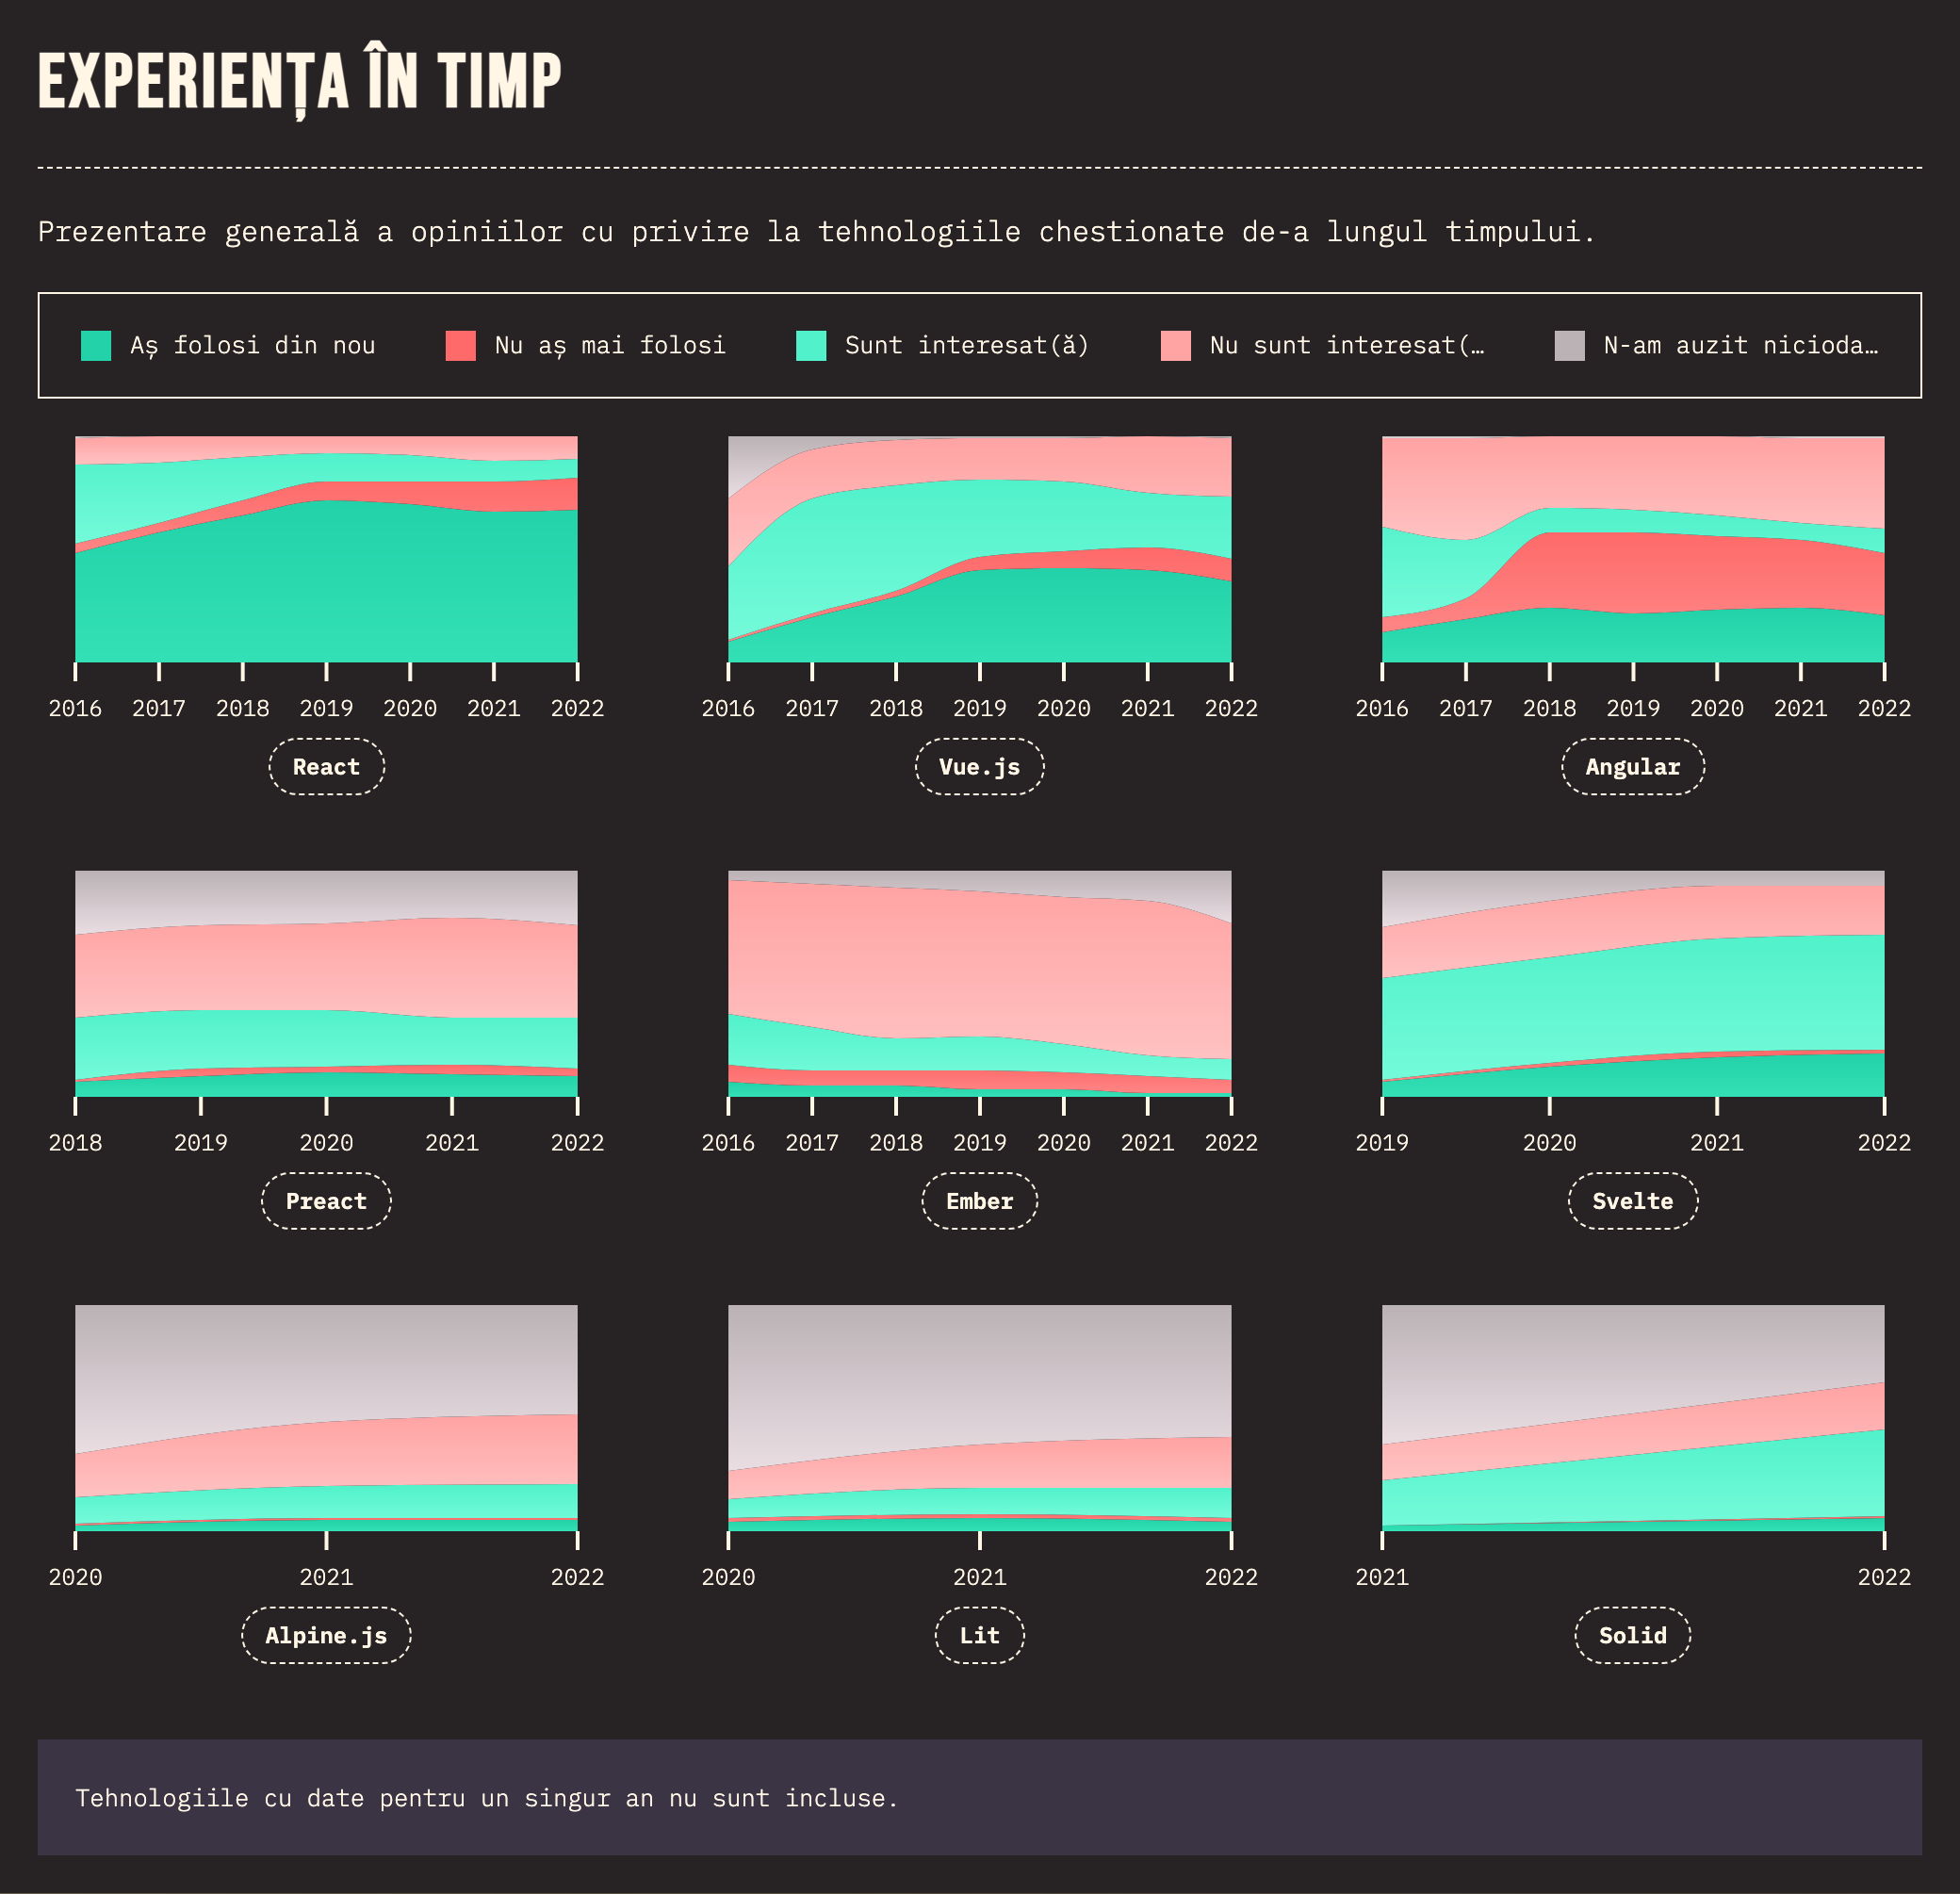 EXPERIENȚA ÎN TIMP
Prezentare generală a opiniilor cu privire la tehnologiile chestionate de-a lungul timpului.
Aș folosi din nou Nu aș mai folosi Sunt interesat(ă) Nu sunt interesat(… N-am auzit nicioda…
2016 2017 2018 2019 2020 2021 2022 2016 2017 2018 2019 2020 2021 2022 2016 2017 2018 2019 2020 2021 2022
React Vue.js Angular
2018 2019 2020 2021 2022 2016 2017 2018 2019 2020 2021 2022 2019 2020 2021 2022
Preact Ember Svelte
2020 2021 2022 2020 2021 2022 2021 2022
Alpine.js Lit Solid
Tehnologiile cu date pentru un singur an nu sunt incluse.